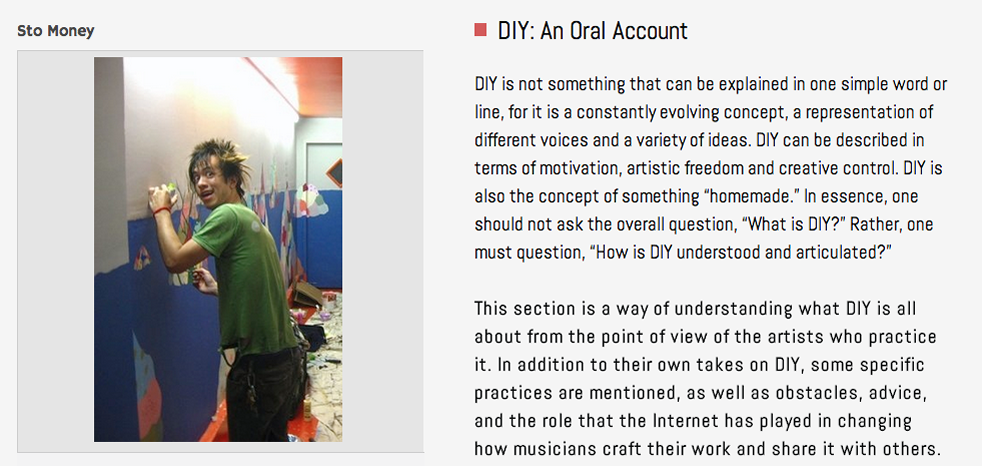 Sto Money
DIY: An Oral Account
DIY is not something that can be explained in one simple word or
line, for it is a constantly evolving concept, a representation of
different voices and a variety of ideas. DIY can be described in
terms of motivation, artistic freedom and creative control. DIY is
also the concept of something “homemade.” In essence, one
should not ask the overall question, “What is DIY?” Rather, one
must question, “How is DIY understood and articulated?”
This section is a way of understanding what DIY is all
about from the point of view of the artists who practice
it. In addition to their own takes on DIY, some specific
practices are mentioned, as well as obstacles, advice,
and the role that the Internet has played in changing
how musicians craft their work and share it with others.